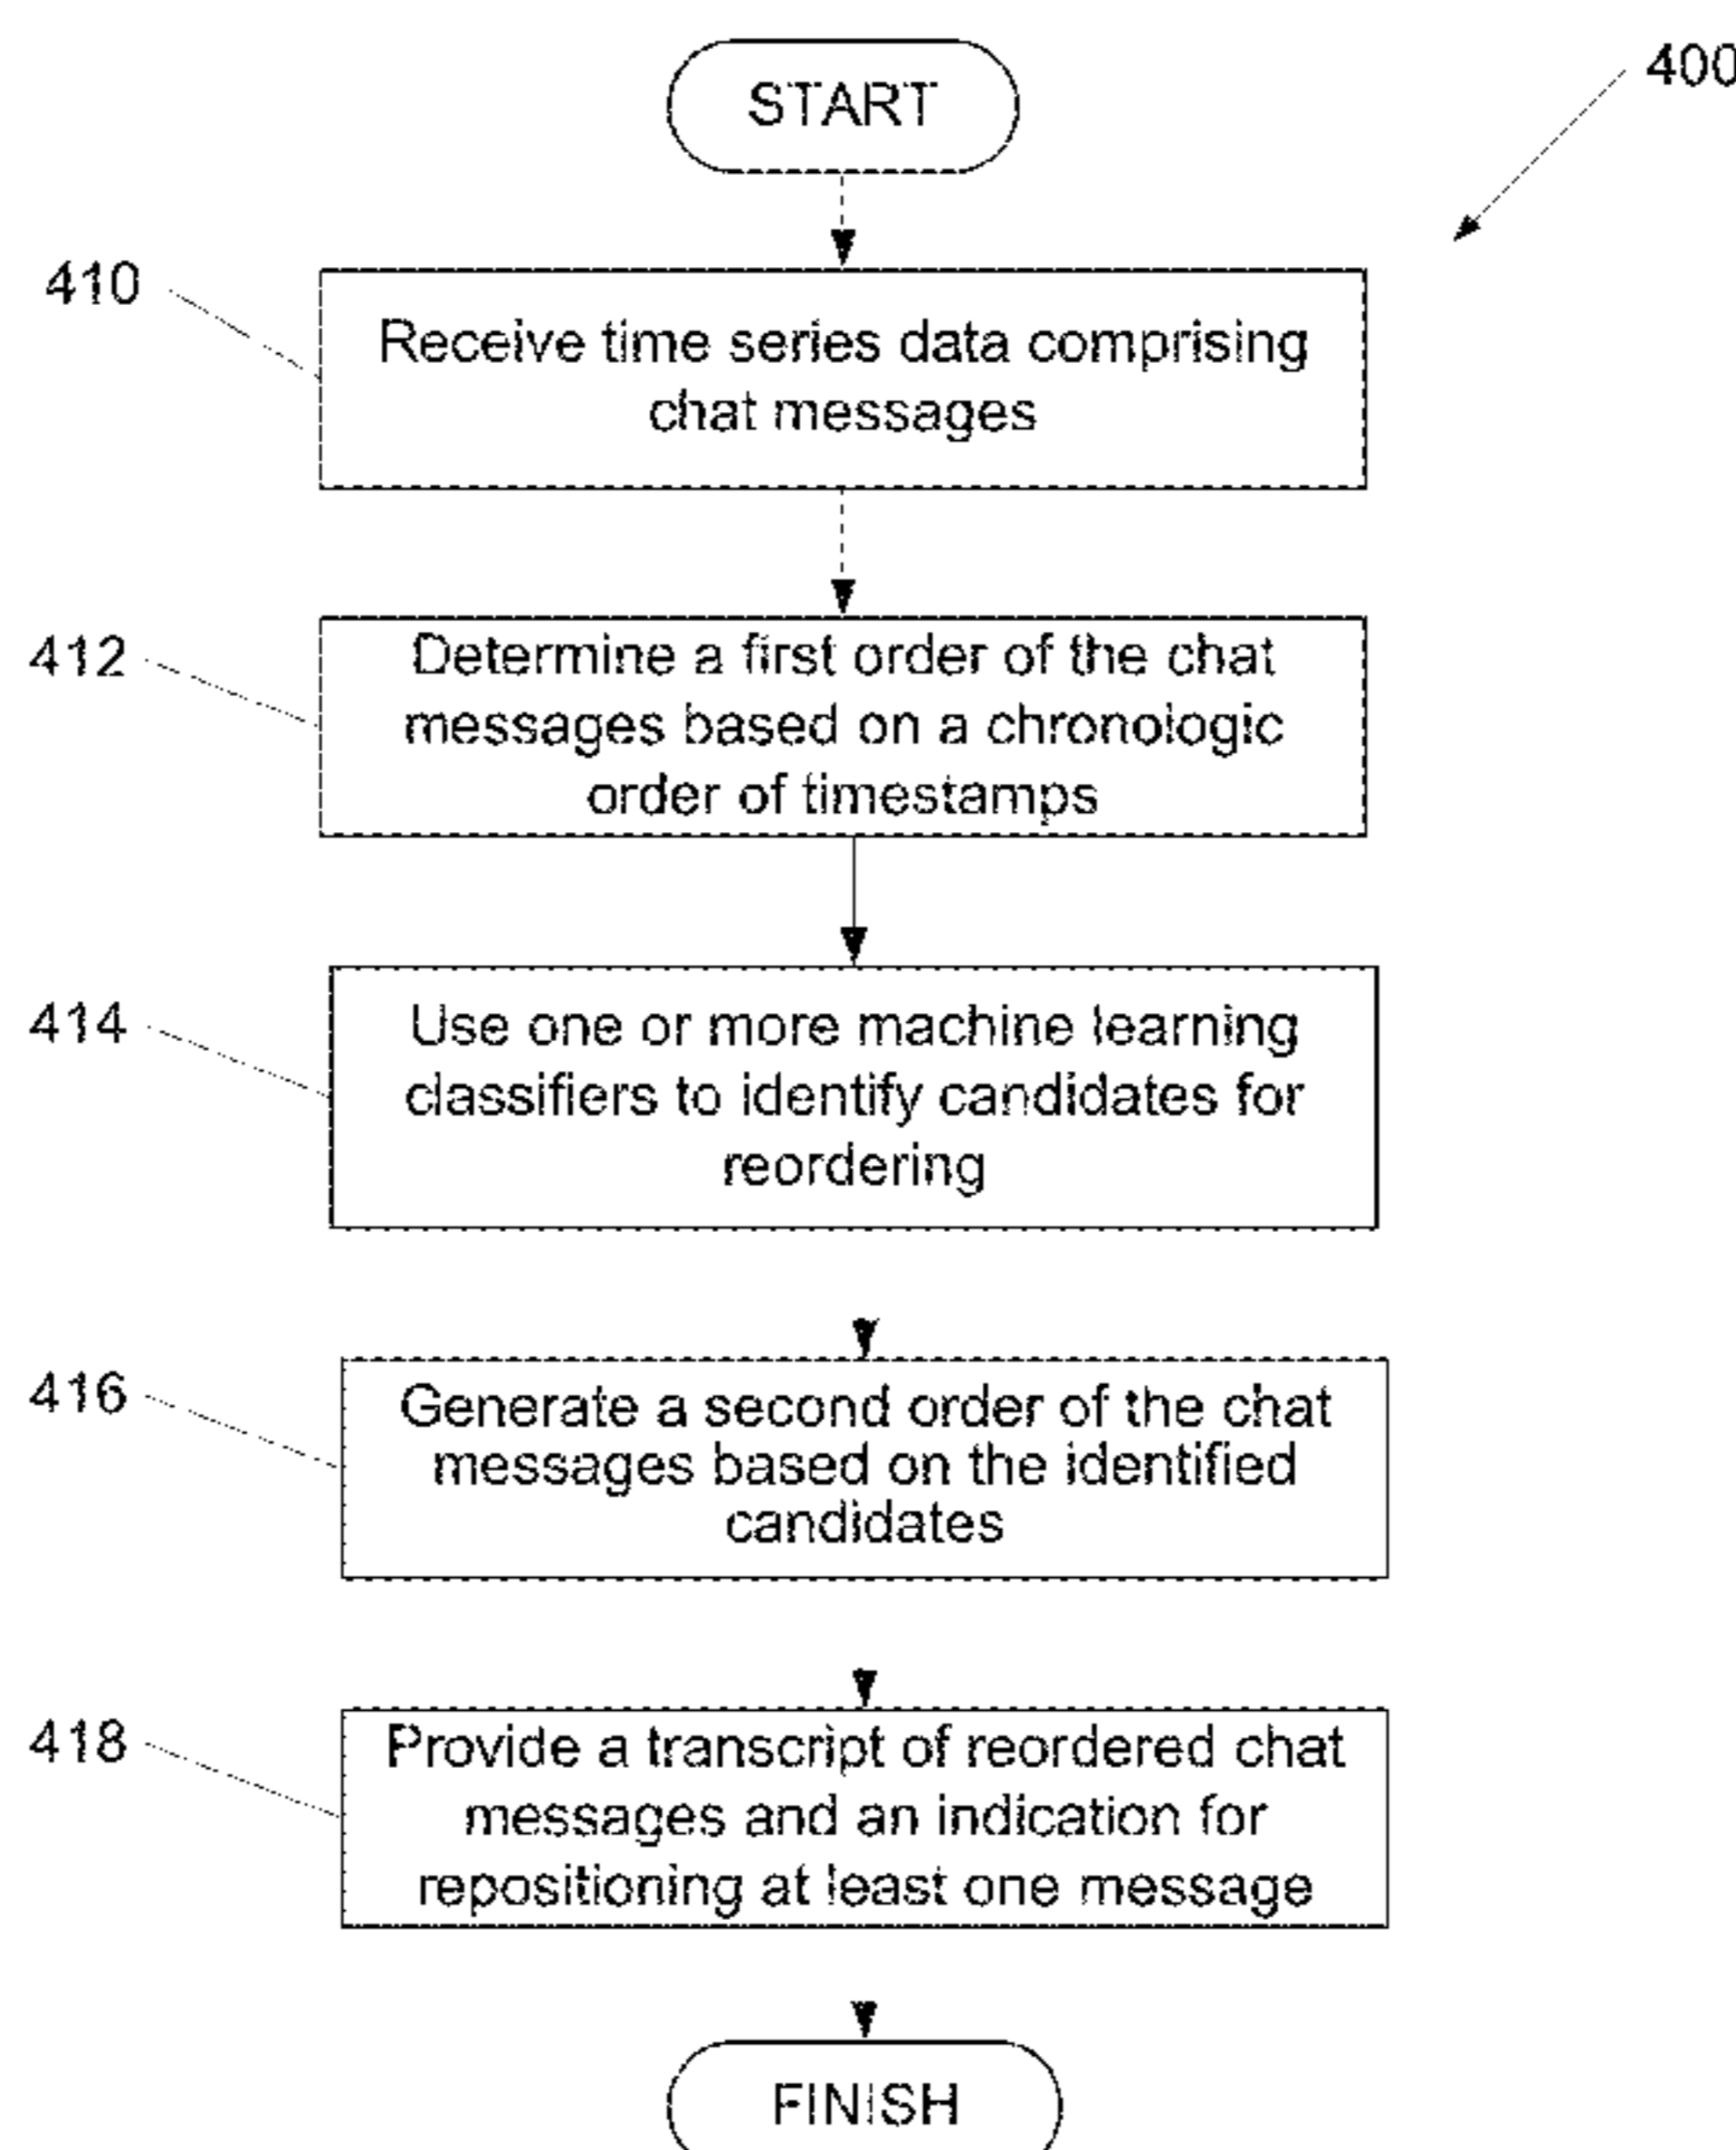 START
400
410
Receive time series data comprising
chat messages
412
Determine a first order of the chat
messages based on a chronologic
order of timestamps
414
Use one or more machine learning
classifiers to identify candidates for
reordering
416
Generate a second order of the chat
messages based on the identified
candidates
418
Provide a transcript of reordered chat
messages and an indication for
repositioning at least one message
FINISH